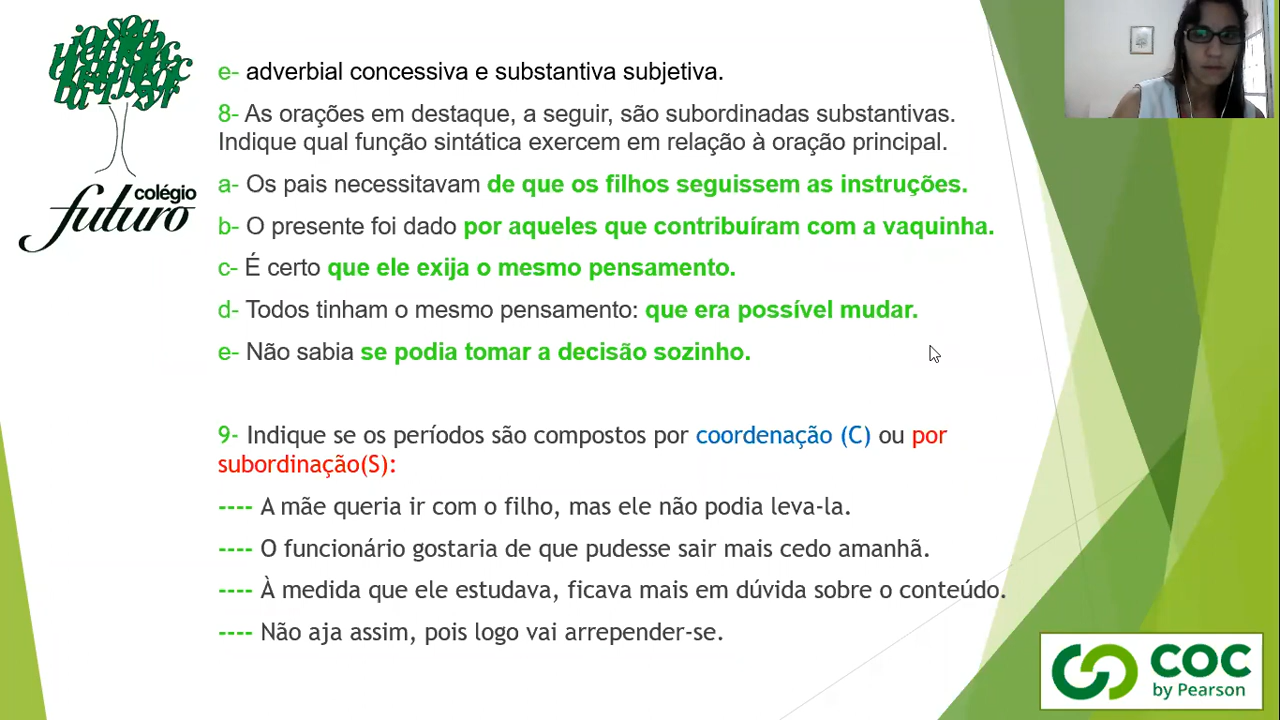 colégio
futuro
e- adverbial concessiva e substantiva subjetiva.
8- As orações em destaque, a seguir, são subordinadas substantivas.
Indique qual função sintática exercem em relação à oração principal.
a- Os pais necessitavam de que os filhos seguissem as instruções.
b- O presente foi dado por aqueles que contribuíram com a vaquinha.
c- É certo que ele exija o mesmo pensamento.
d- Todos tinham o mesmo pensamento: que era possível mudar.
e- Não sabia se podia tomar a decisão sozinho.
9- Indique se os períodos são compostos por coordenação (C) ou por
subordinação(S):
---- A mãe queria ir com o filho, mas ele não podia leva-la.
---- O funcionário gostaria de que pudesse sair mais cedo amanhã.
---- À medida que ele estudava, ficava mais em dúvida sobre o conteúdo.
---- Não aja assim, pois logo vai arrepender-se.
COC
by Pearson